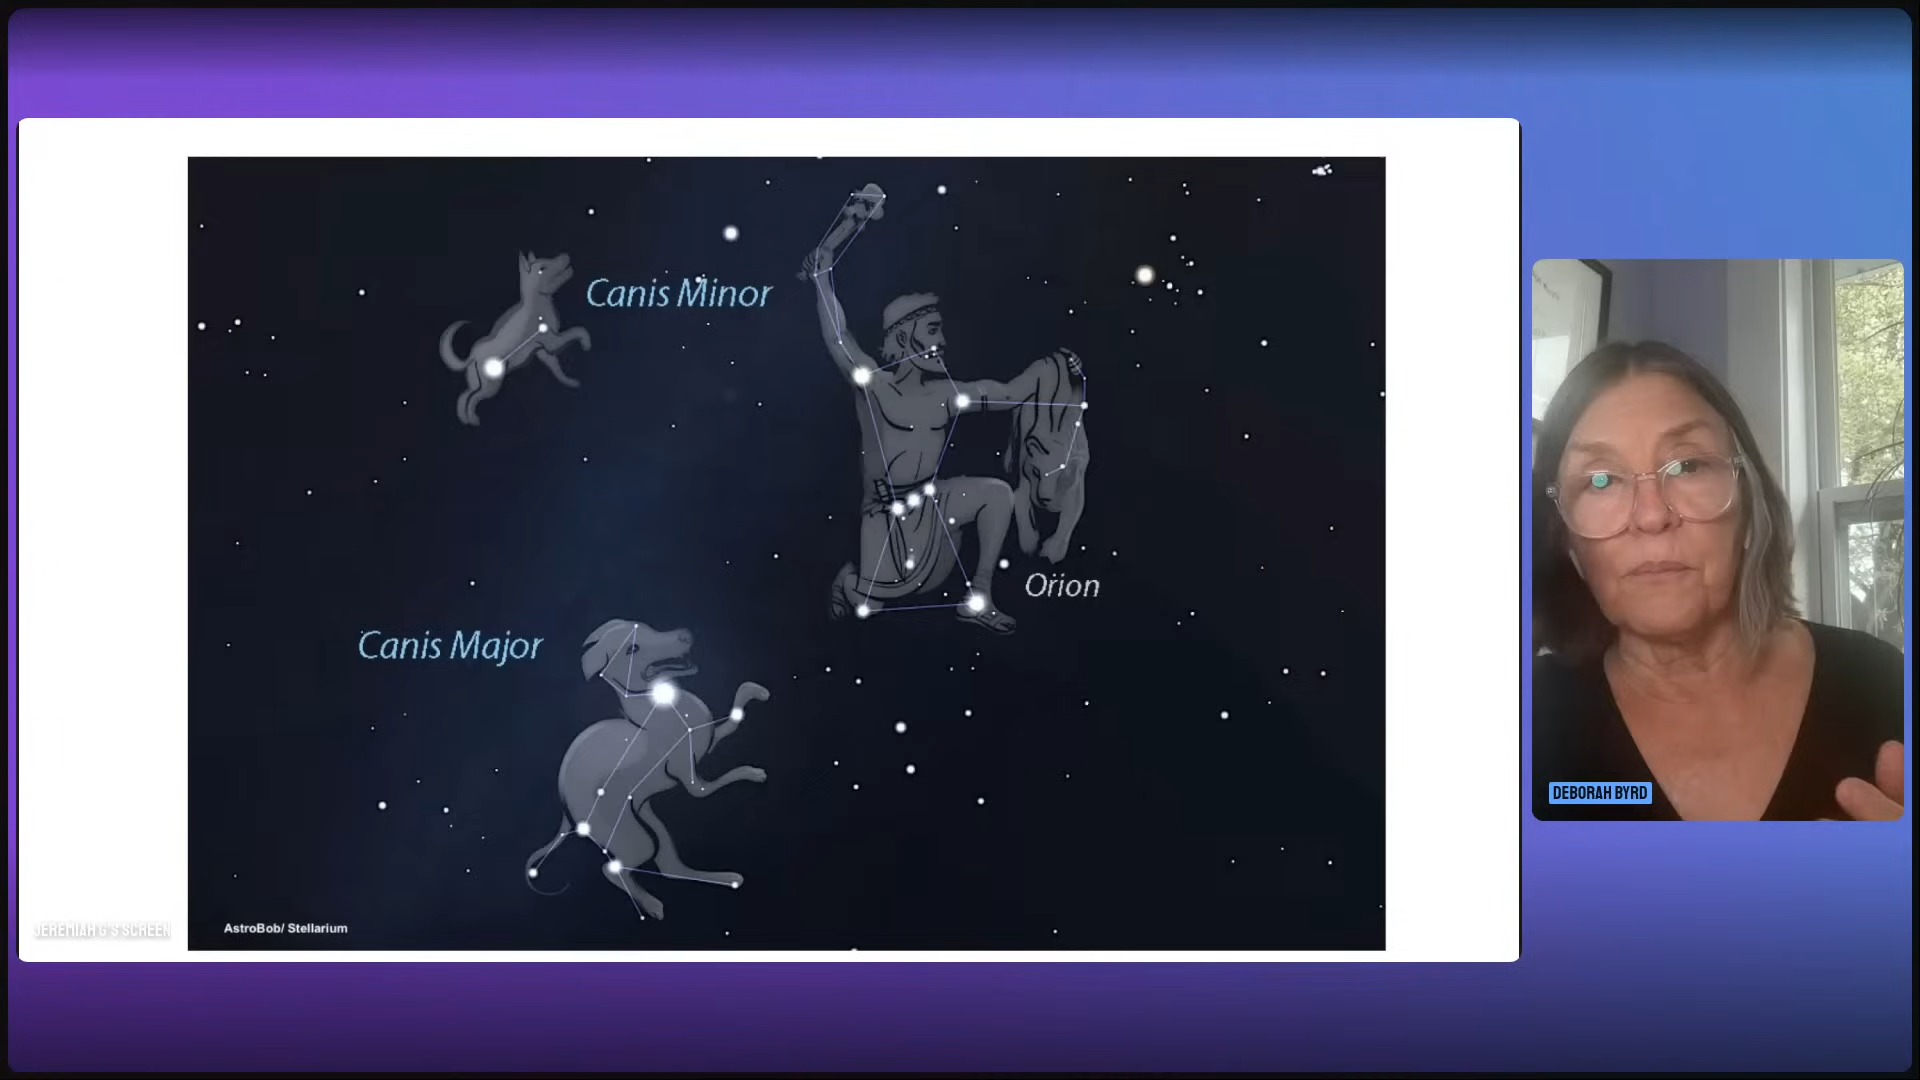 Canis Minor
Orion
Canis Major
AstroBob/ Stellarium
JEREMIAH G'S SCREEN
DEBORAH BYRD